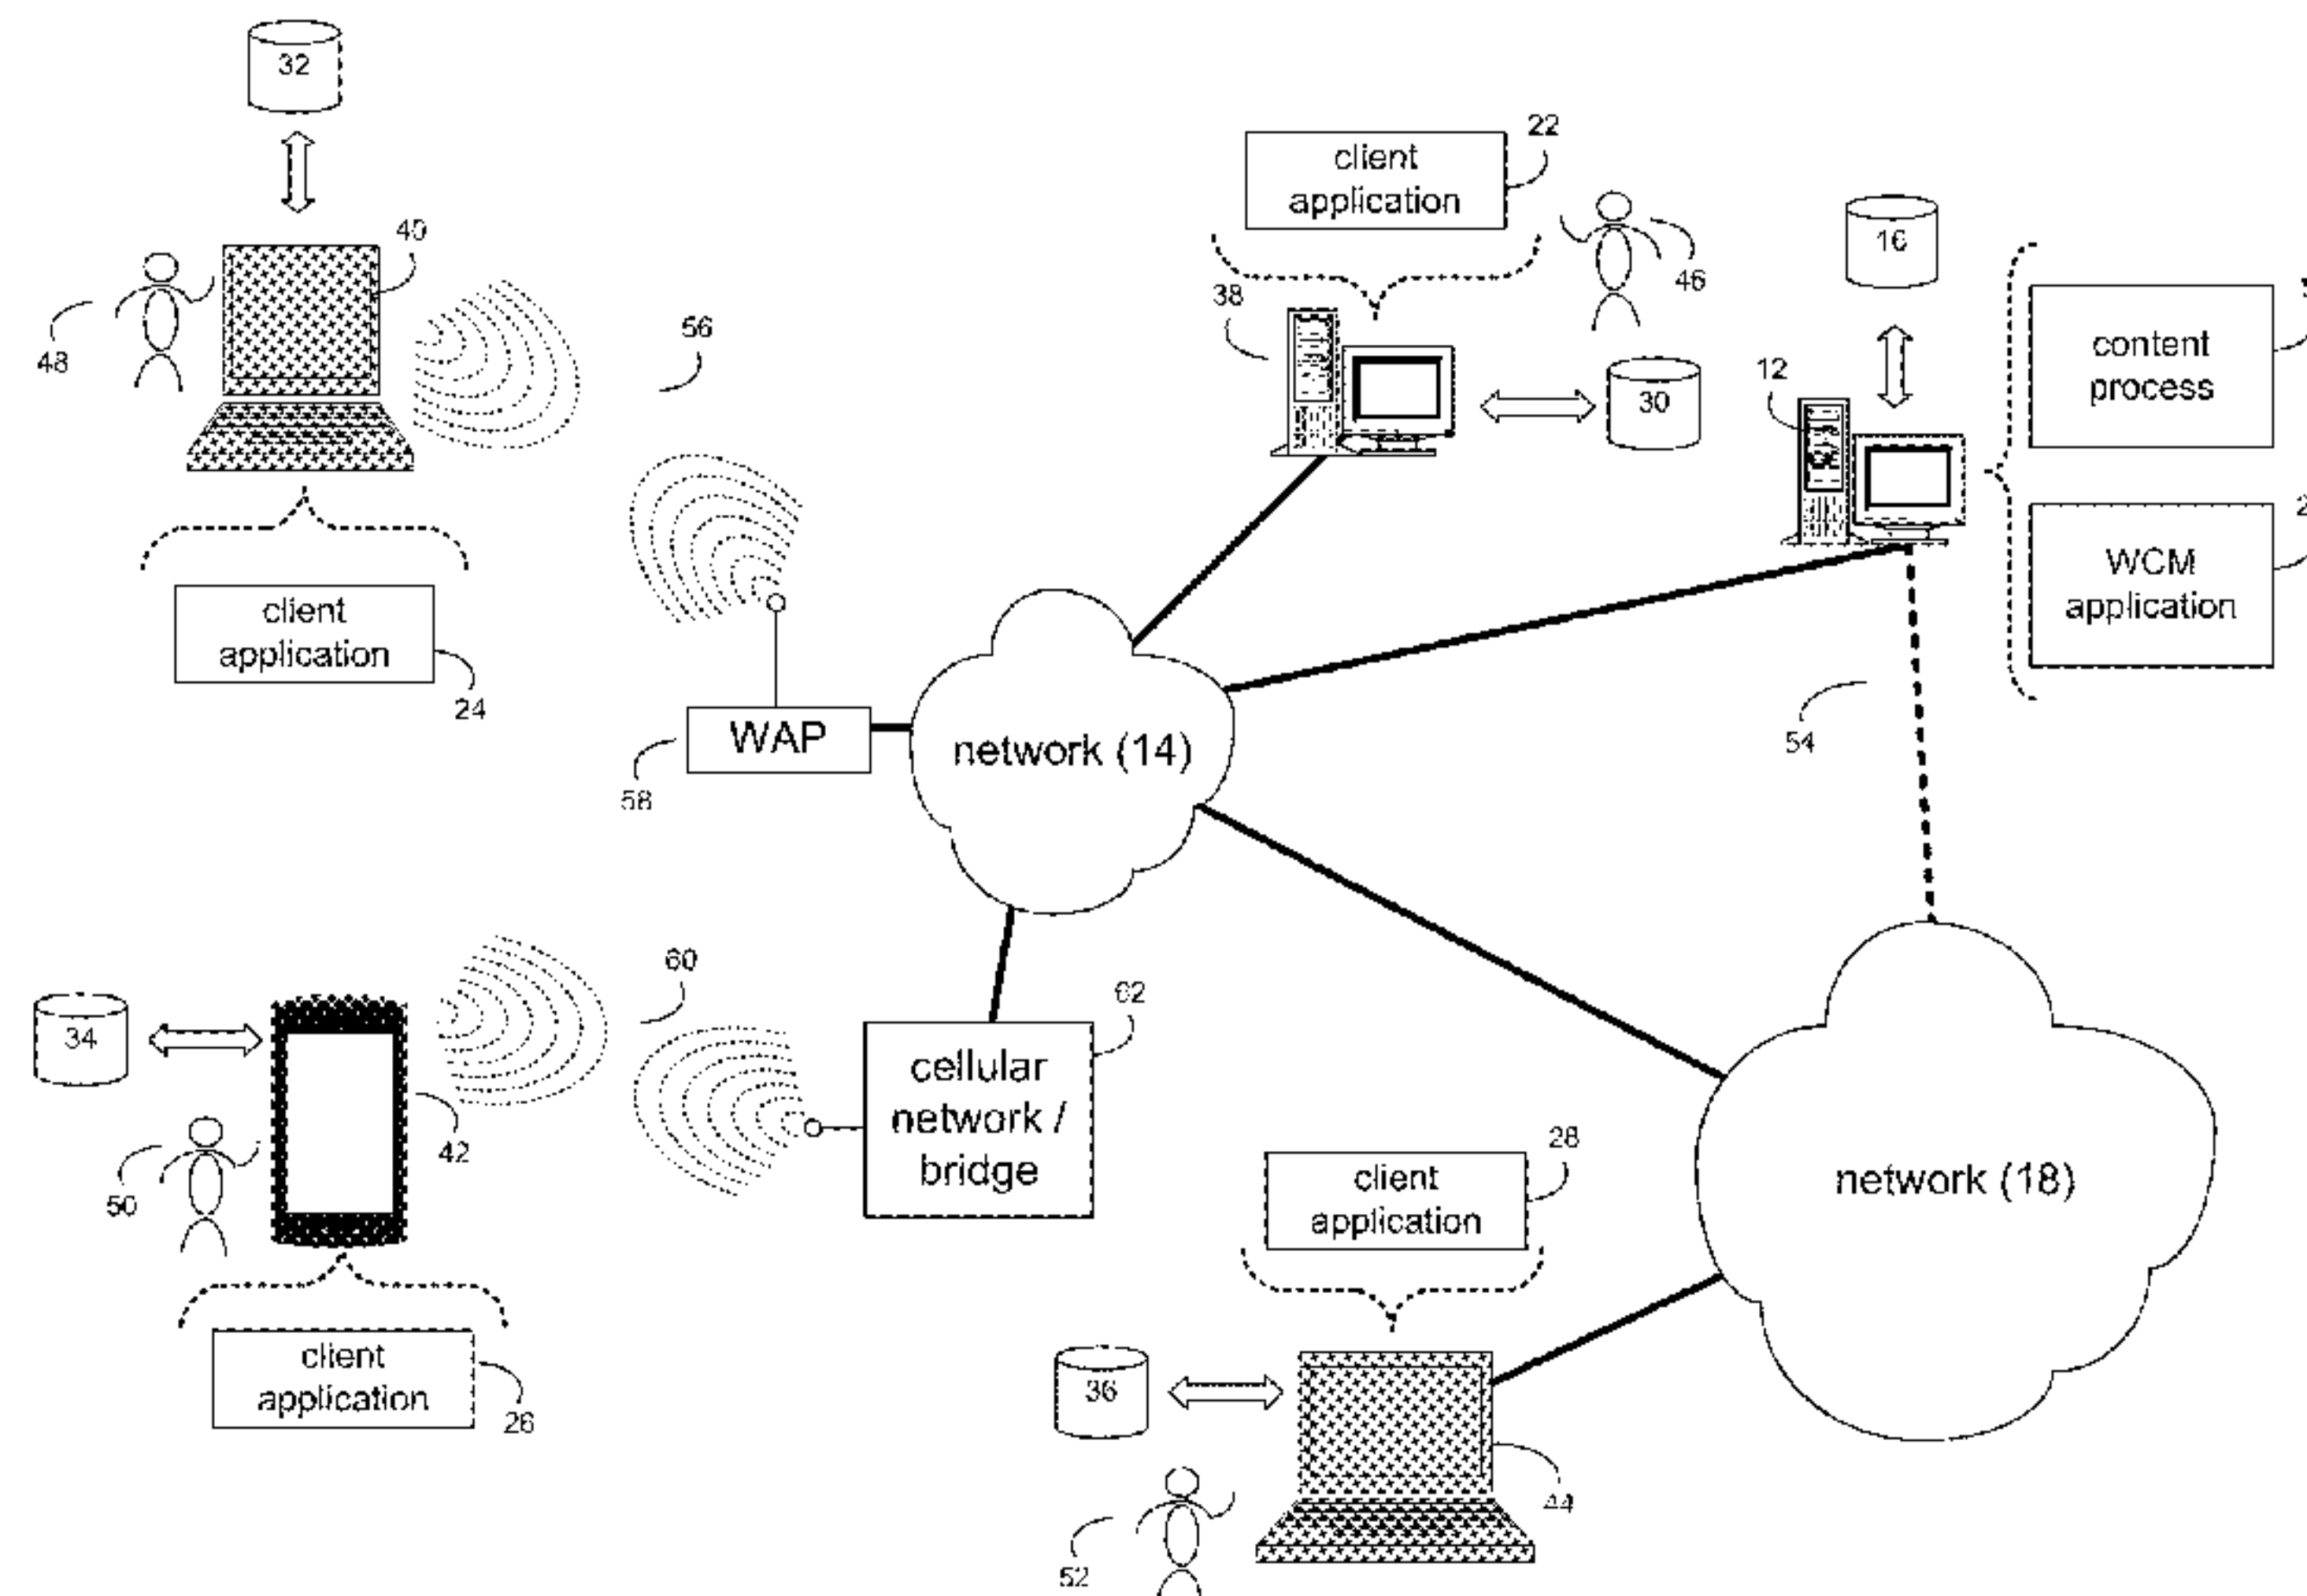 32
22
client
application
16
40
46
38
48
56
content
process
12
30
WCM
application
client
application
24
WAP
network (14)
54
58
60
62
34
cellular
network /
bridge
42
28
client
application
network (18)
50
client
application
26
36
44
52